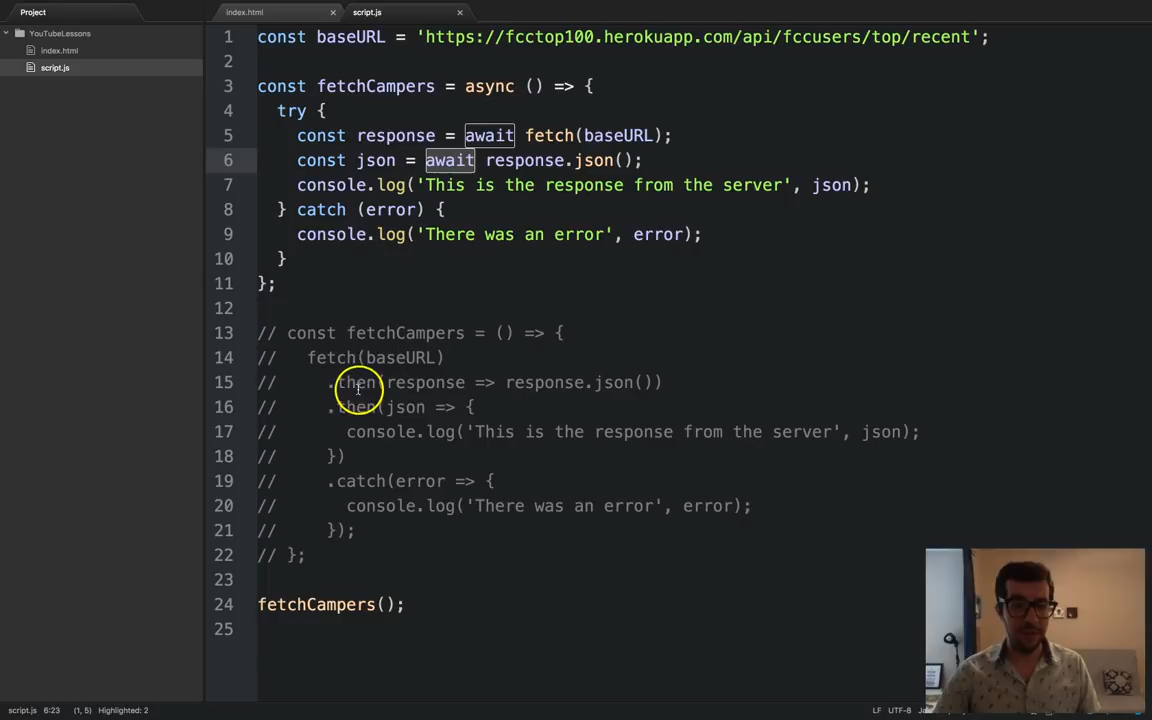 Project
index.html
script.js
YouTubeLessons
index.html
script.js
1 const baseURL = 'https://fcctop100.herokuapp.com/api/fccusers/top/recent';
2
3 const fetchCampers = async () => {
4 try {
5 const response = await fetch(baseURL);
6 const json = await response.json();
7 console.log('This is the response from the server', json);
8 } catch (error) {
9 console.log('There was an error', error);
10 }
11 };
12
13 // const fetchCampers = () => {
14 // fetch(baseURL)
15 // .then(response => response.json())
16 // .then(json => {
17 // console.log('This is the response from the server', json);
18 // })
19 // .catch(error => {
20 // console.log('There was an error', error);
21 // });
22 // };
23
24 fetchCampers();
25
script.js 6:23 (1, 5) Highlighted: 2
LF UTF-8